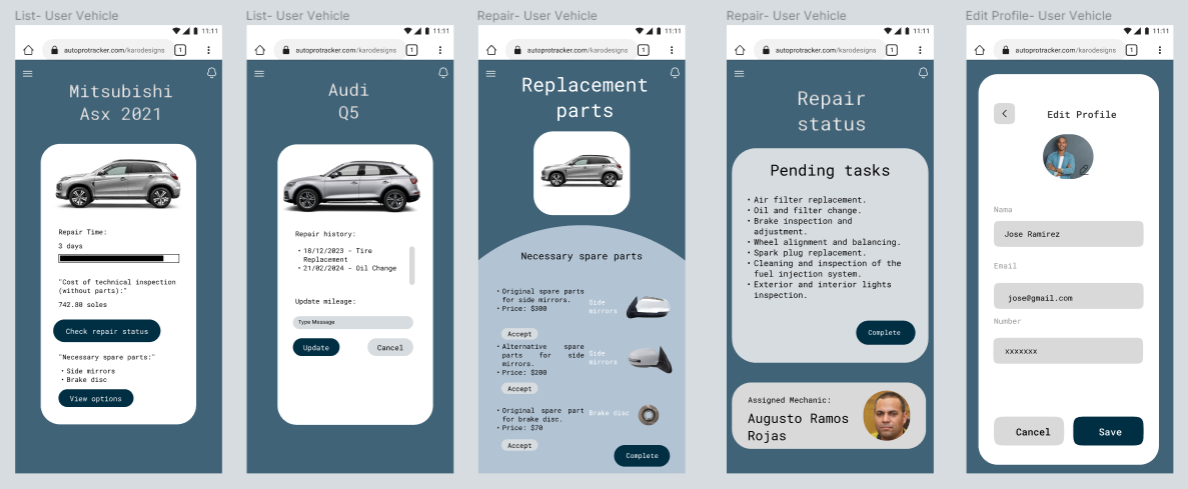 List- User Vehicle
11:11
autoprotracker.com/karodesigns
1
Mitsubishi
Asx 2021
Repair Time:
3 days
"Cost of technical inspection
(without parts):"
742.80 soles
Check repair status
"Necessary spare parts:"
• Side mirrors
• Brake disc
View options
List- User Vehicle
11:11
autoprotracker.com/karodesigns
1
Audi
Q5
Repair history:
• 18/12/2023 - Tire
Replacement
• 21/02/2024 - Oil Change
Update mileage:
Type Message
Update
Cancel
Repair- User Vehicle
11:11
autoprotracker.com/karodesigns
1
Replacement
parts
Necessary spare parts
• Original spare parts
for side mirrors.
• Price: $300
Side
mirrors
Accept
• Alternative spare
parts for side
mirrors.
• Price: $200
Side
mirrors
Accept
• Original spare part
for brake disc.
• Price: $70
Brake disc
Accept
Complete
Repair- User Vehicle
11:11
autoprotracker.com/karodesigns
1
Repair
status
Pending tasks
• Air filter replacement.
• Oil and filter change.
• Brake inspection and
adjustment.
• Wheel alignment and balancing.
• Spark plug replacement.
• Cleaning and inspection of the
fuel injection system.
• Exterior and interior lights
inspection.
Complete
Assigned Mechanic:
Augusto Ramos
Rojas
Edit Profile- User Vehicle
11:11
autoprotracker.com/karodesigns
1
Edit Profile
Nama
Jose Ramirez
Email
jose@gmail.com
Number
xxxxxxx
Cancel
Save